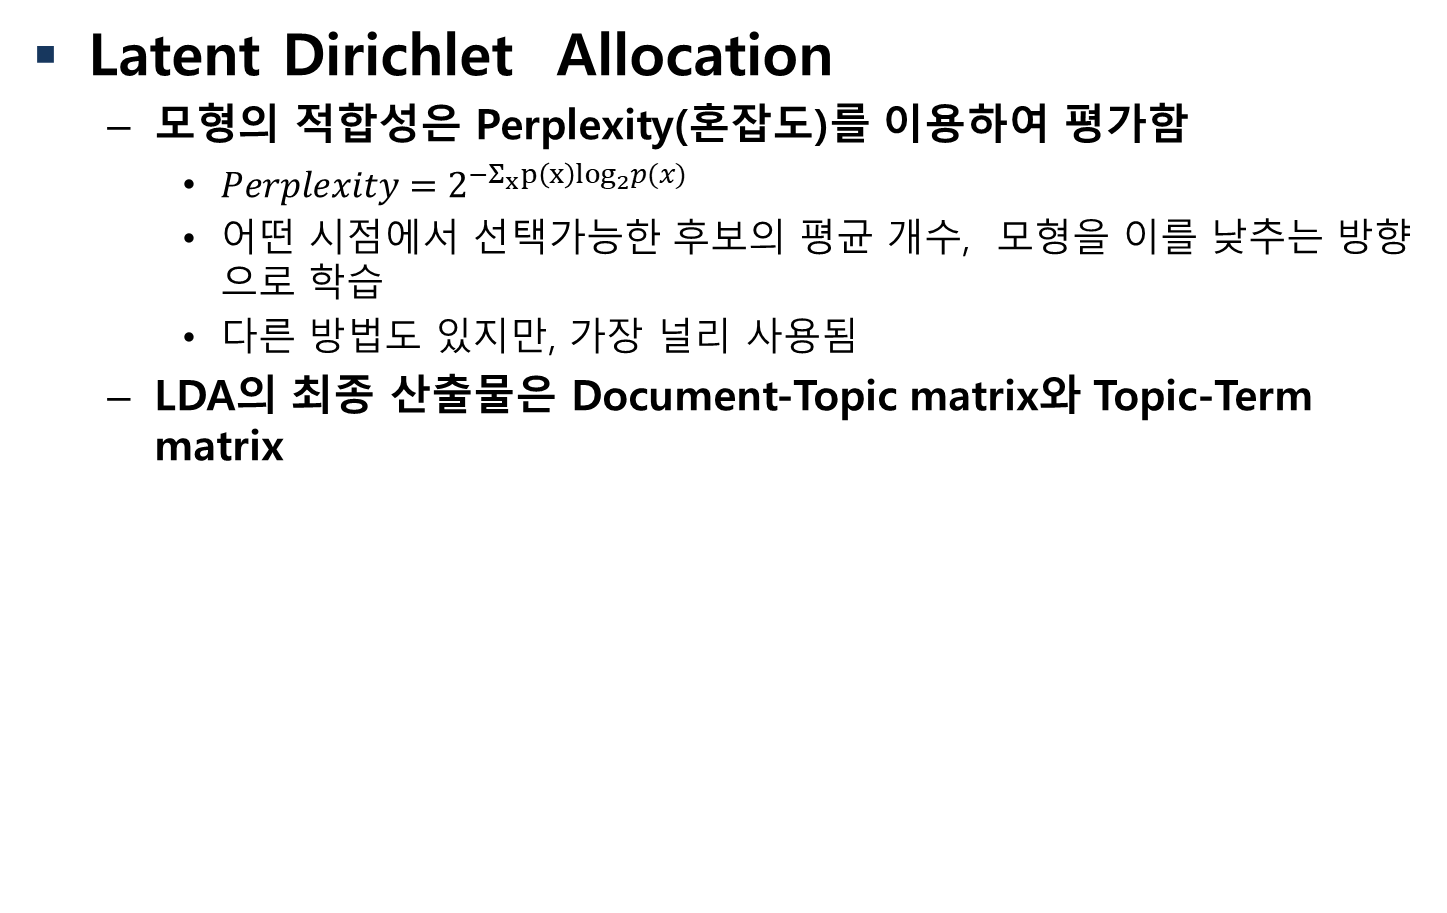 ▪ Latent Dirichlet Allocation
– 모형의 적합성은 Perplexity(혼잡도)를 이용하여 평가함
• Perplexity = 2^{−Σ_x p(x)log_2 p(x)}
• 어떤 시점에서 선택가능한 후보의 평균 개수, 모형을 이를 낮추는 방향
으로 학습
• 다른 방법도 있지만, 가장 널리 사용됨
– LDA의 최종 산출물은 Document-Topic matrix와 Topic-Term
matrix